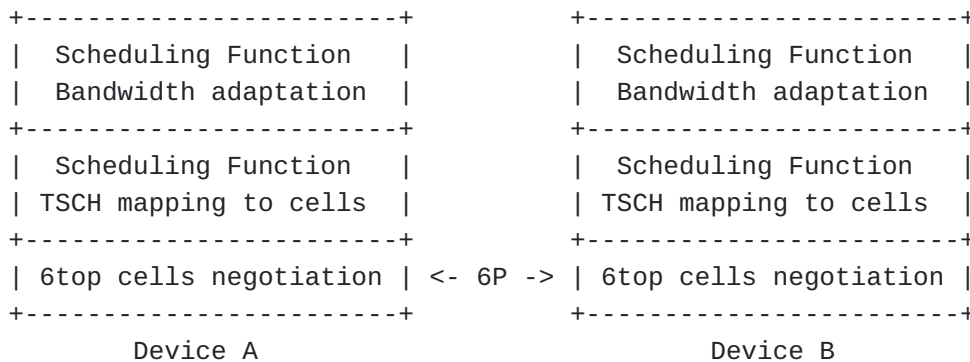 +------------------------+          +------------------------+
|  Scheduling Function   |          |  Scheduling Function   |
|  Bandwidth adaptation  |          |  Bandwidth adaptation  |
+------------------------+          +------------------------+
|  Scheduling Function   |          |  Scheduling Function   |
| TSCH mapping to cells  |          | TSCH mapping to cells  |
+------------------------+          +------------------------+
| 6top cells negotiation | <- 6P -> | 6top cells negotiation |
+------------------------+          +------------------------+
        Device A                             Device B